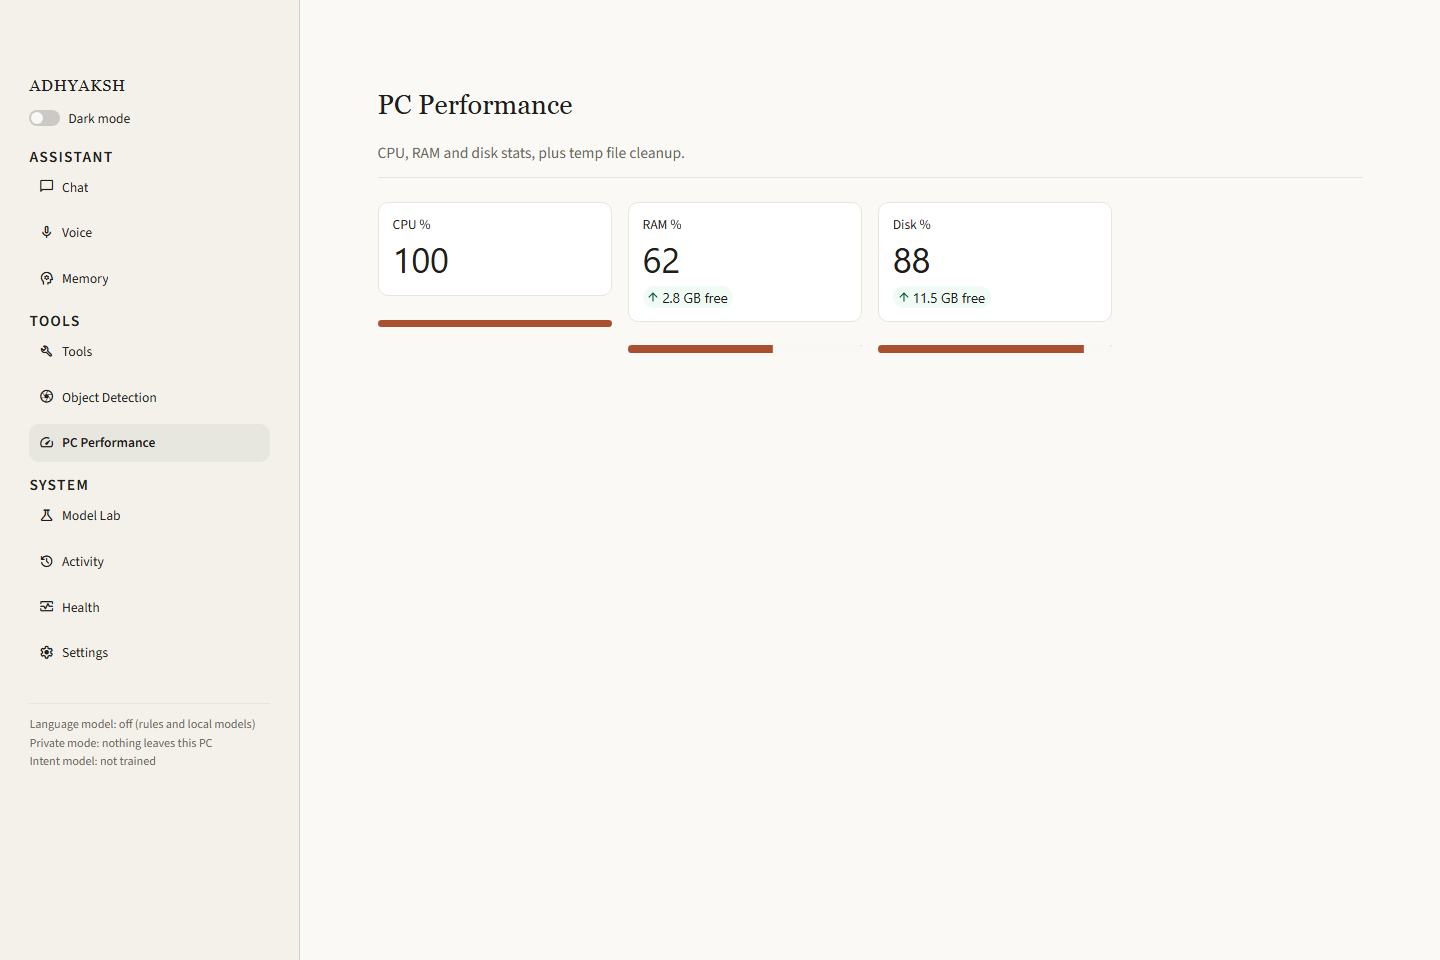 ADHYAKSH
Dark mode
ASSISTANT
Chat
Voice
Memory
TOOLS
Tools
Object Detection
PC Performance
SYSTEM
Model Lab
Activity
Health
Settings
Language model: off (rules and local models)
Private mode: nothing leaves this PC
Intent model: not trained
PC Performance
CPU, RAM and disk stats, plus temp file cleanup.
CPU %
100
RAM %
62
↑ 2.8 GB free
Disk %
88
↑ 11.5 GB free